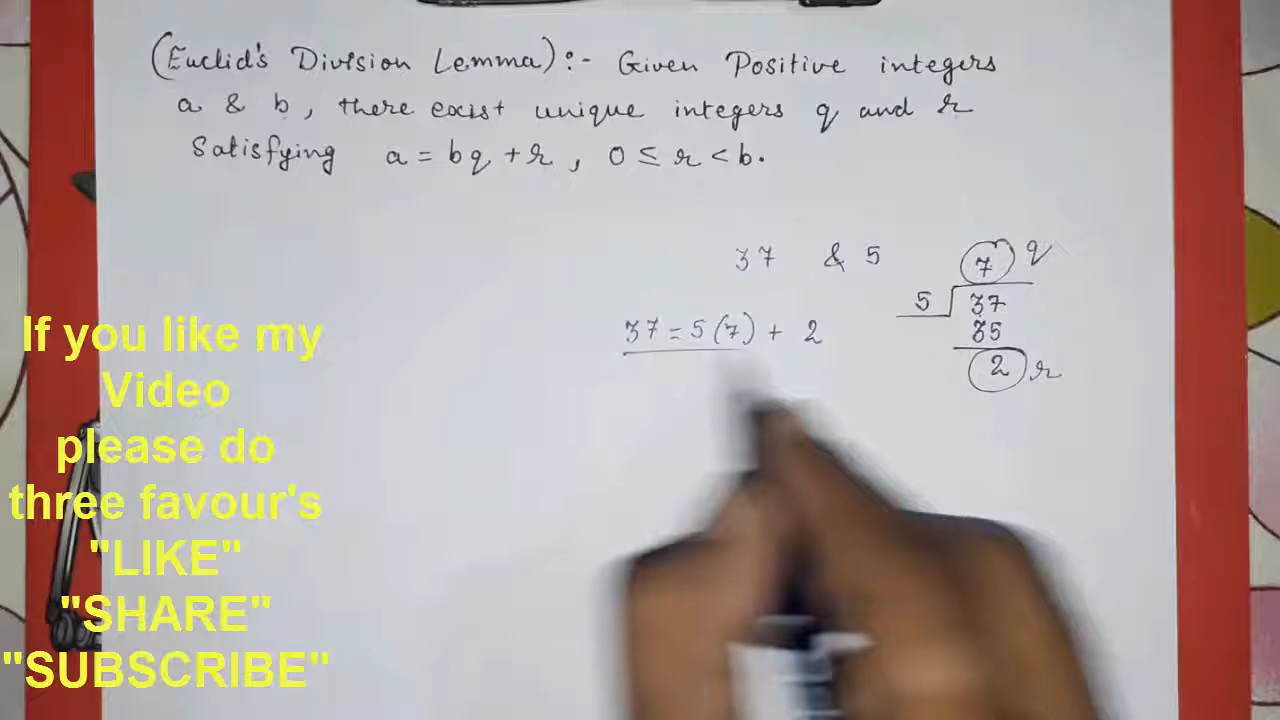 (Euclid's Division Lemma) :- Given Positive integers
a & b, there exist unique integers q and r
Satisfying a = bq + r, 0 ≤ r < b.
37 & 5
7 q
5 37
37 = 5(7) + 2
35
2 r
If you like my
Video
please do
three favour's
"LIKE"
"SHARE"
"SUBSCRIBE"